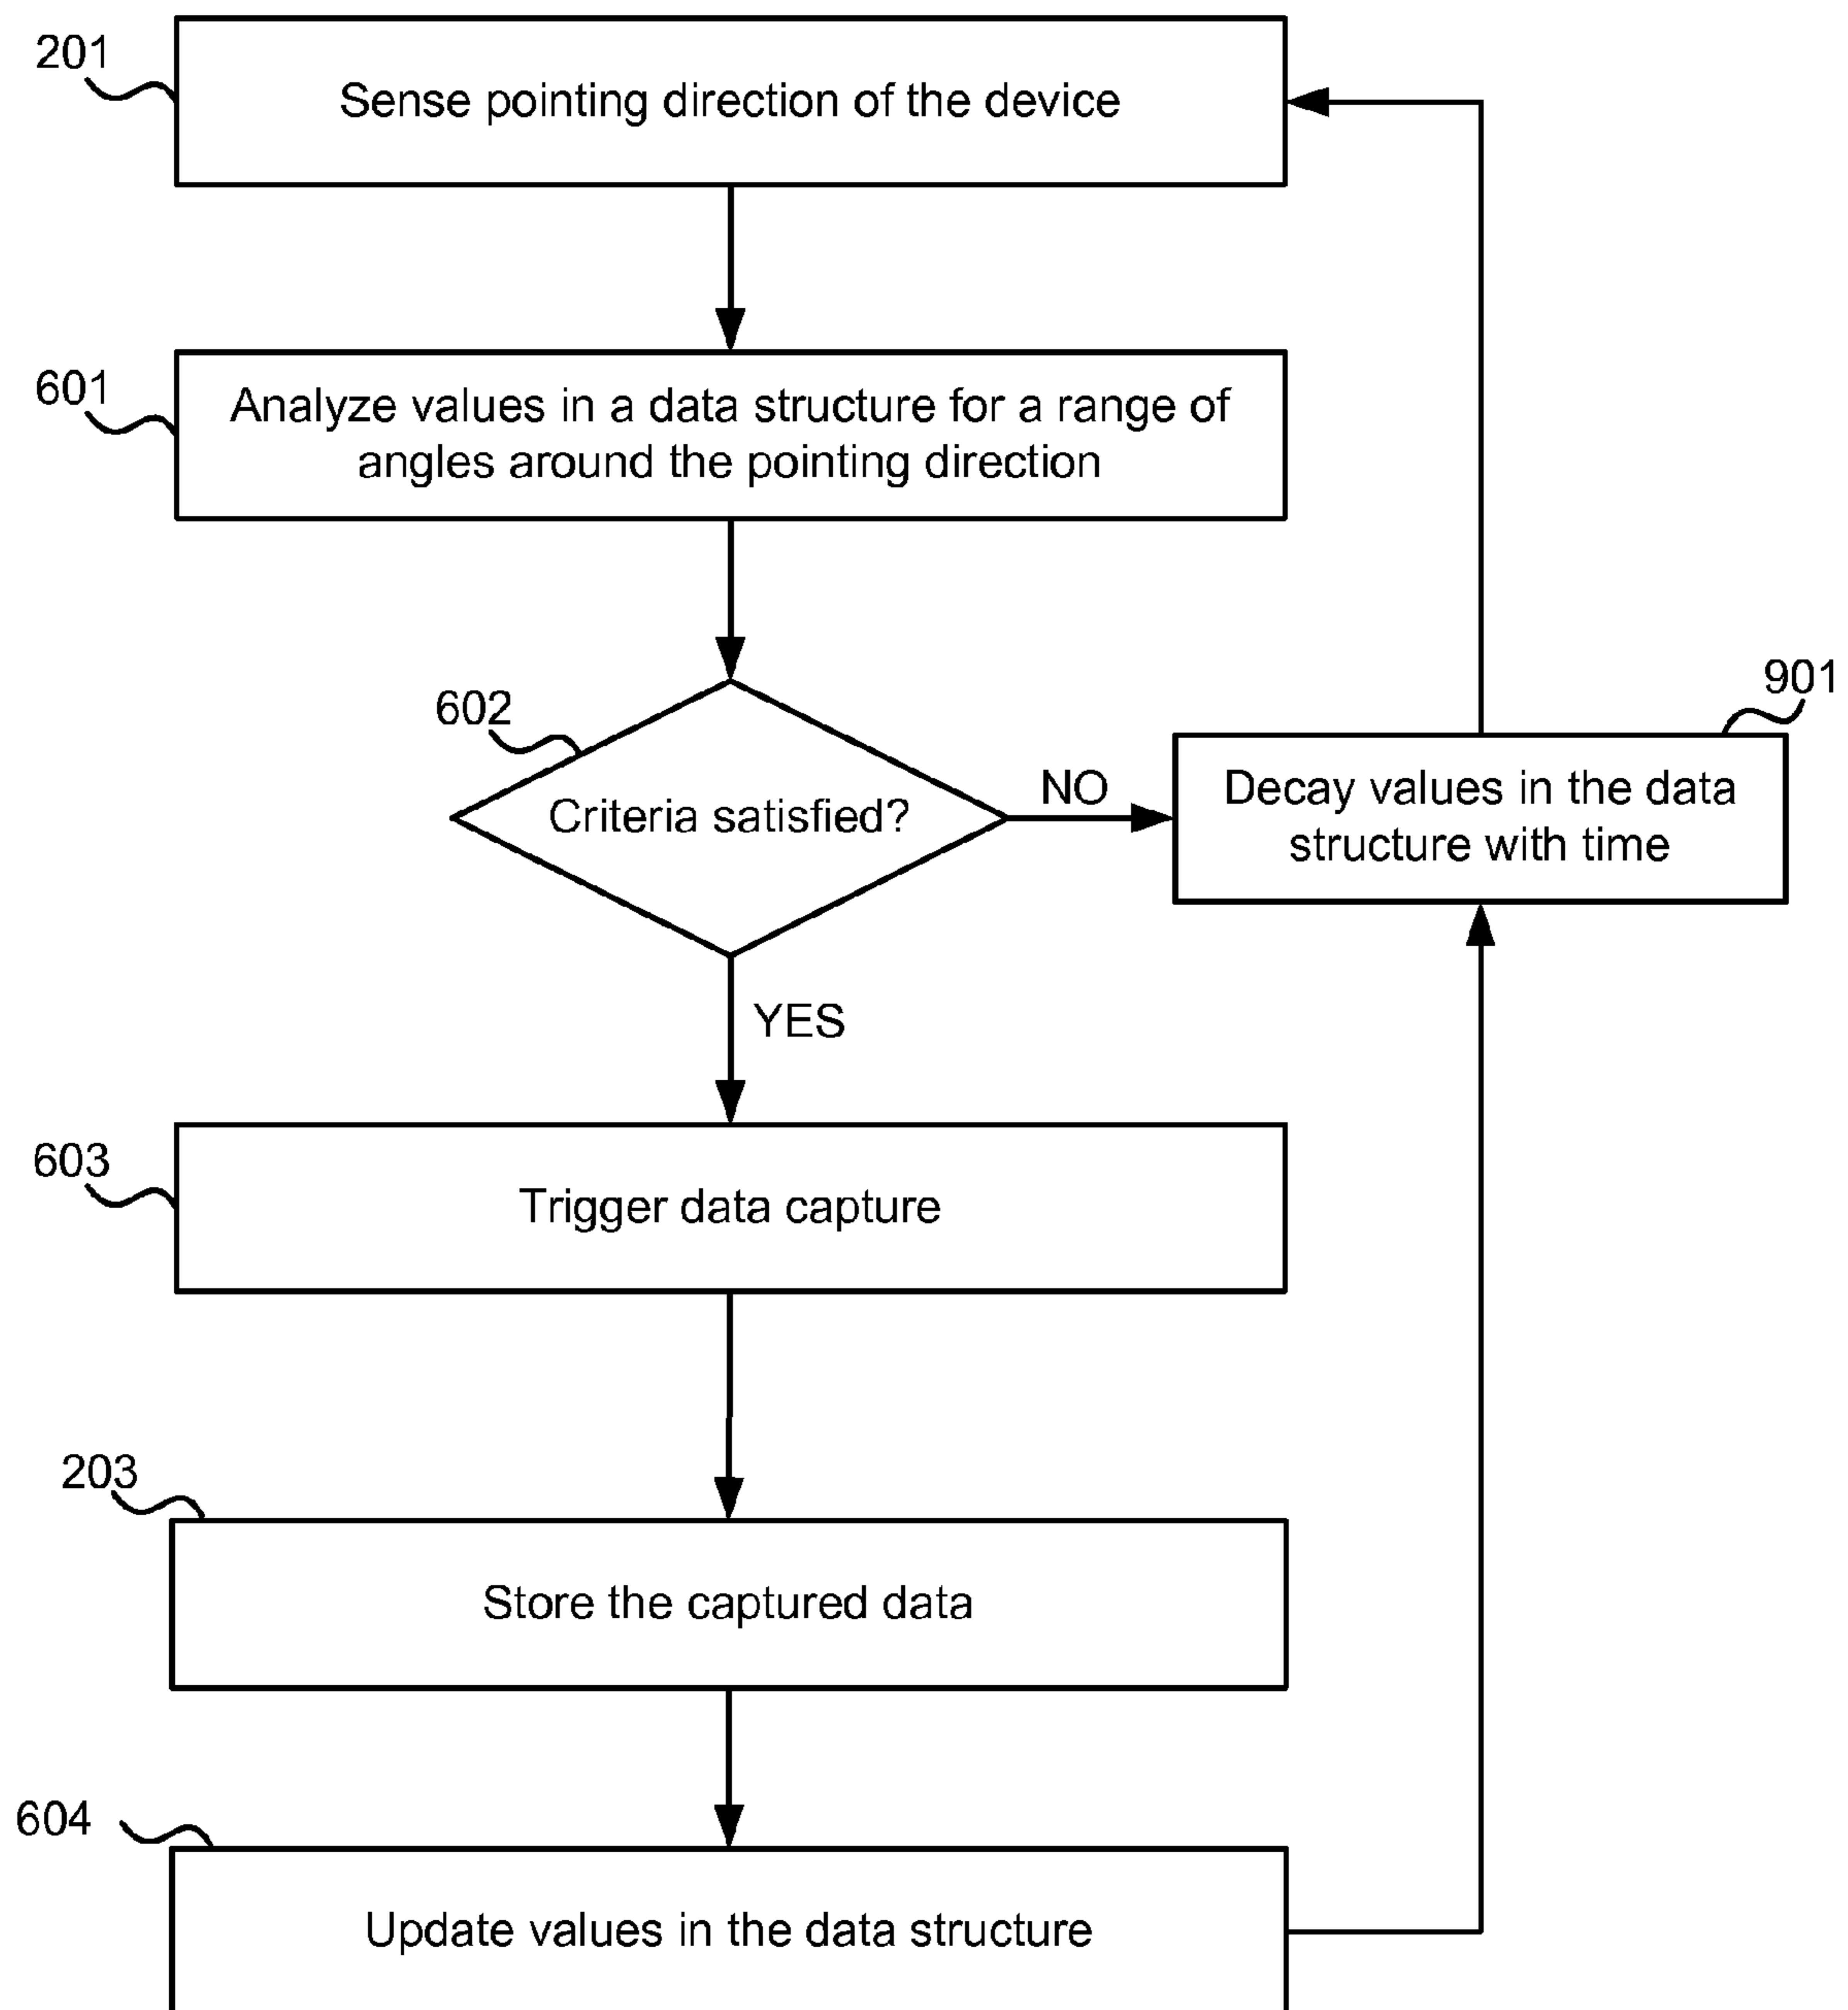 201
Sense pointing direction of the device
601
Analyze values in a data structure for a range of
angles around the pointing direction
602
Criteria satisfied?
NO
901
Decay values in the data
structure with time
YES
603
Trigger data capture
203
Store the captured data
604
Update values in the data structure